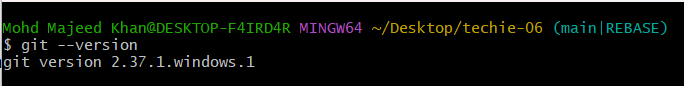 Mohd Majeed Khan@DESKTOP-F4IRD4R MINGW64 ~/Desktop/techie-06 (main|REBASE)
$ git --version
git version 2.37.1.windows.1